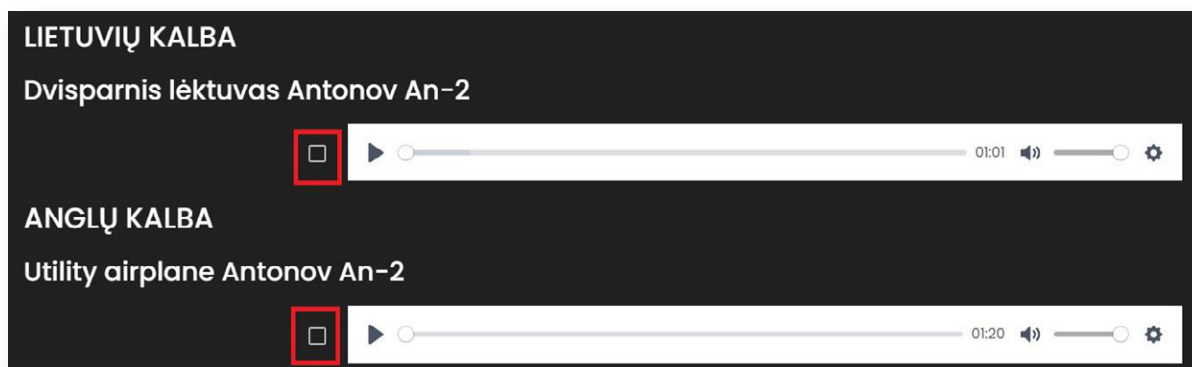 LIETUVIŲ KALBA
Dvisparnis lėktuvas Antonov An-2
01:01
ANGLŲ KALBA
Utility airplane Antonov An-2
01:20